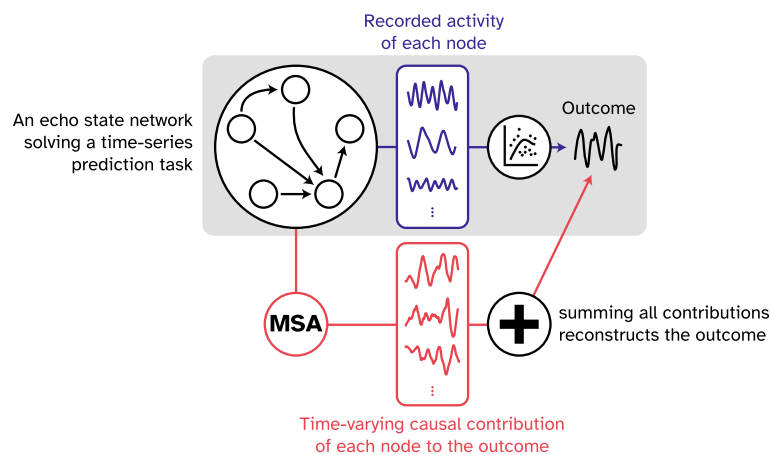 Recorded activity
of each node
An echo state network
solving a time-series
prediction task
Outcome
MSA
summing all contributions
reconstructs the outcome
Time-varying causal contribution
of each node to the outcome